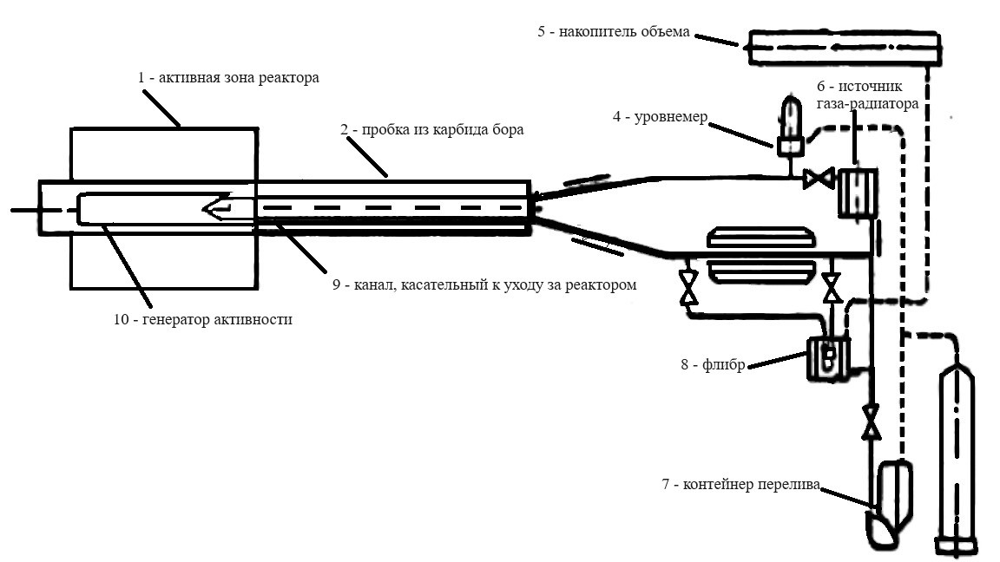 5 - накопитель объема
1 - активная зона реактора
6 - источник
газа-радиатора
4 - уровнемер
2 - пробка из карбида бора
9 - канал, касательный к уходу за реактором
10 - генератор активности
8 - флибр
7 - контейнер перелива